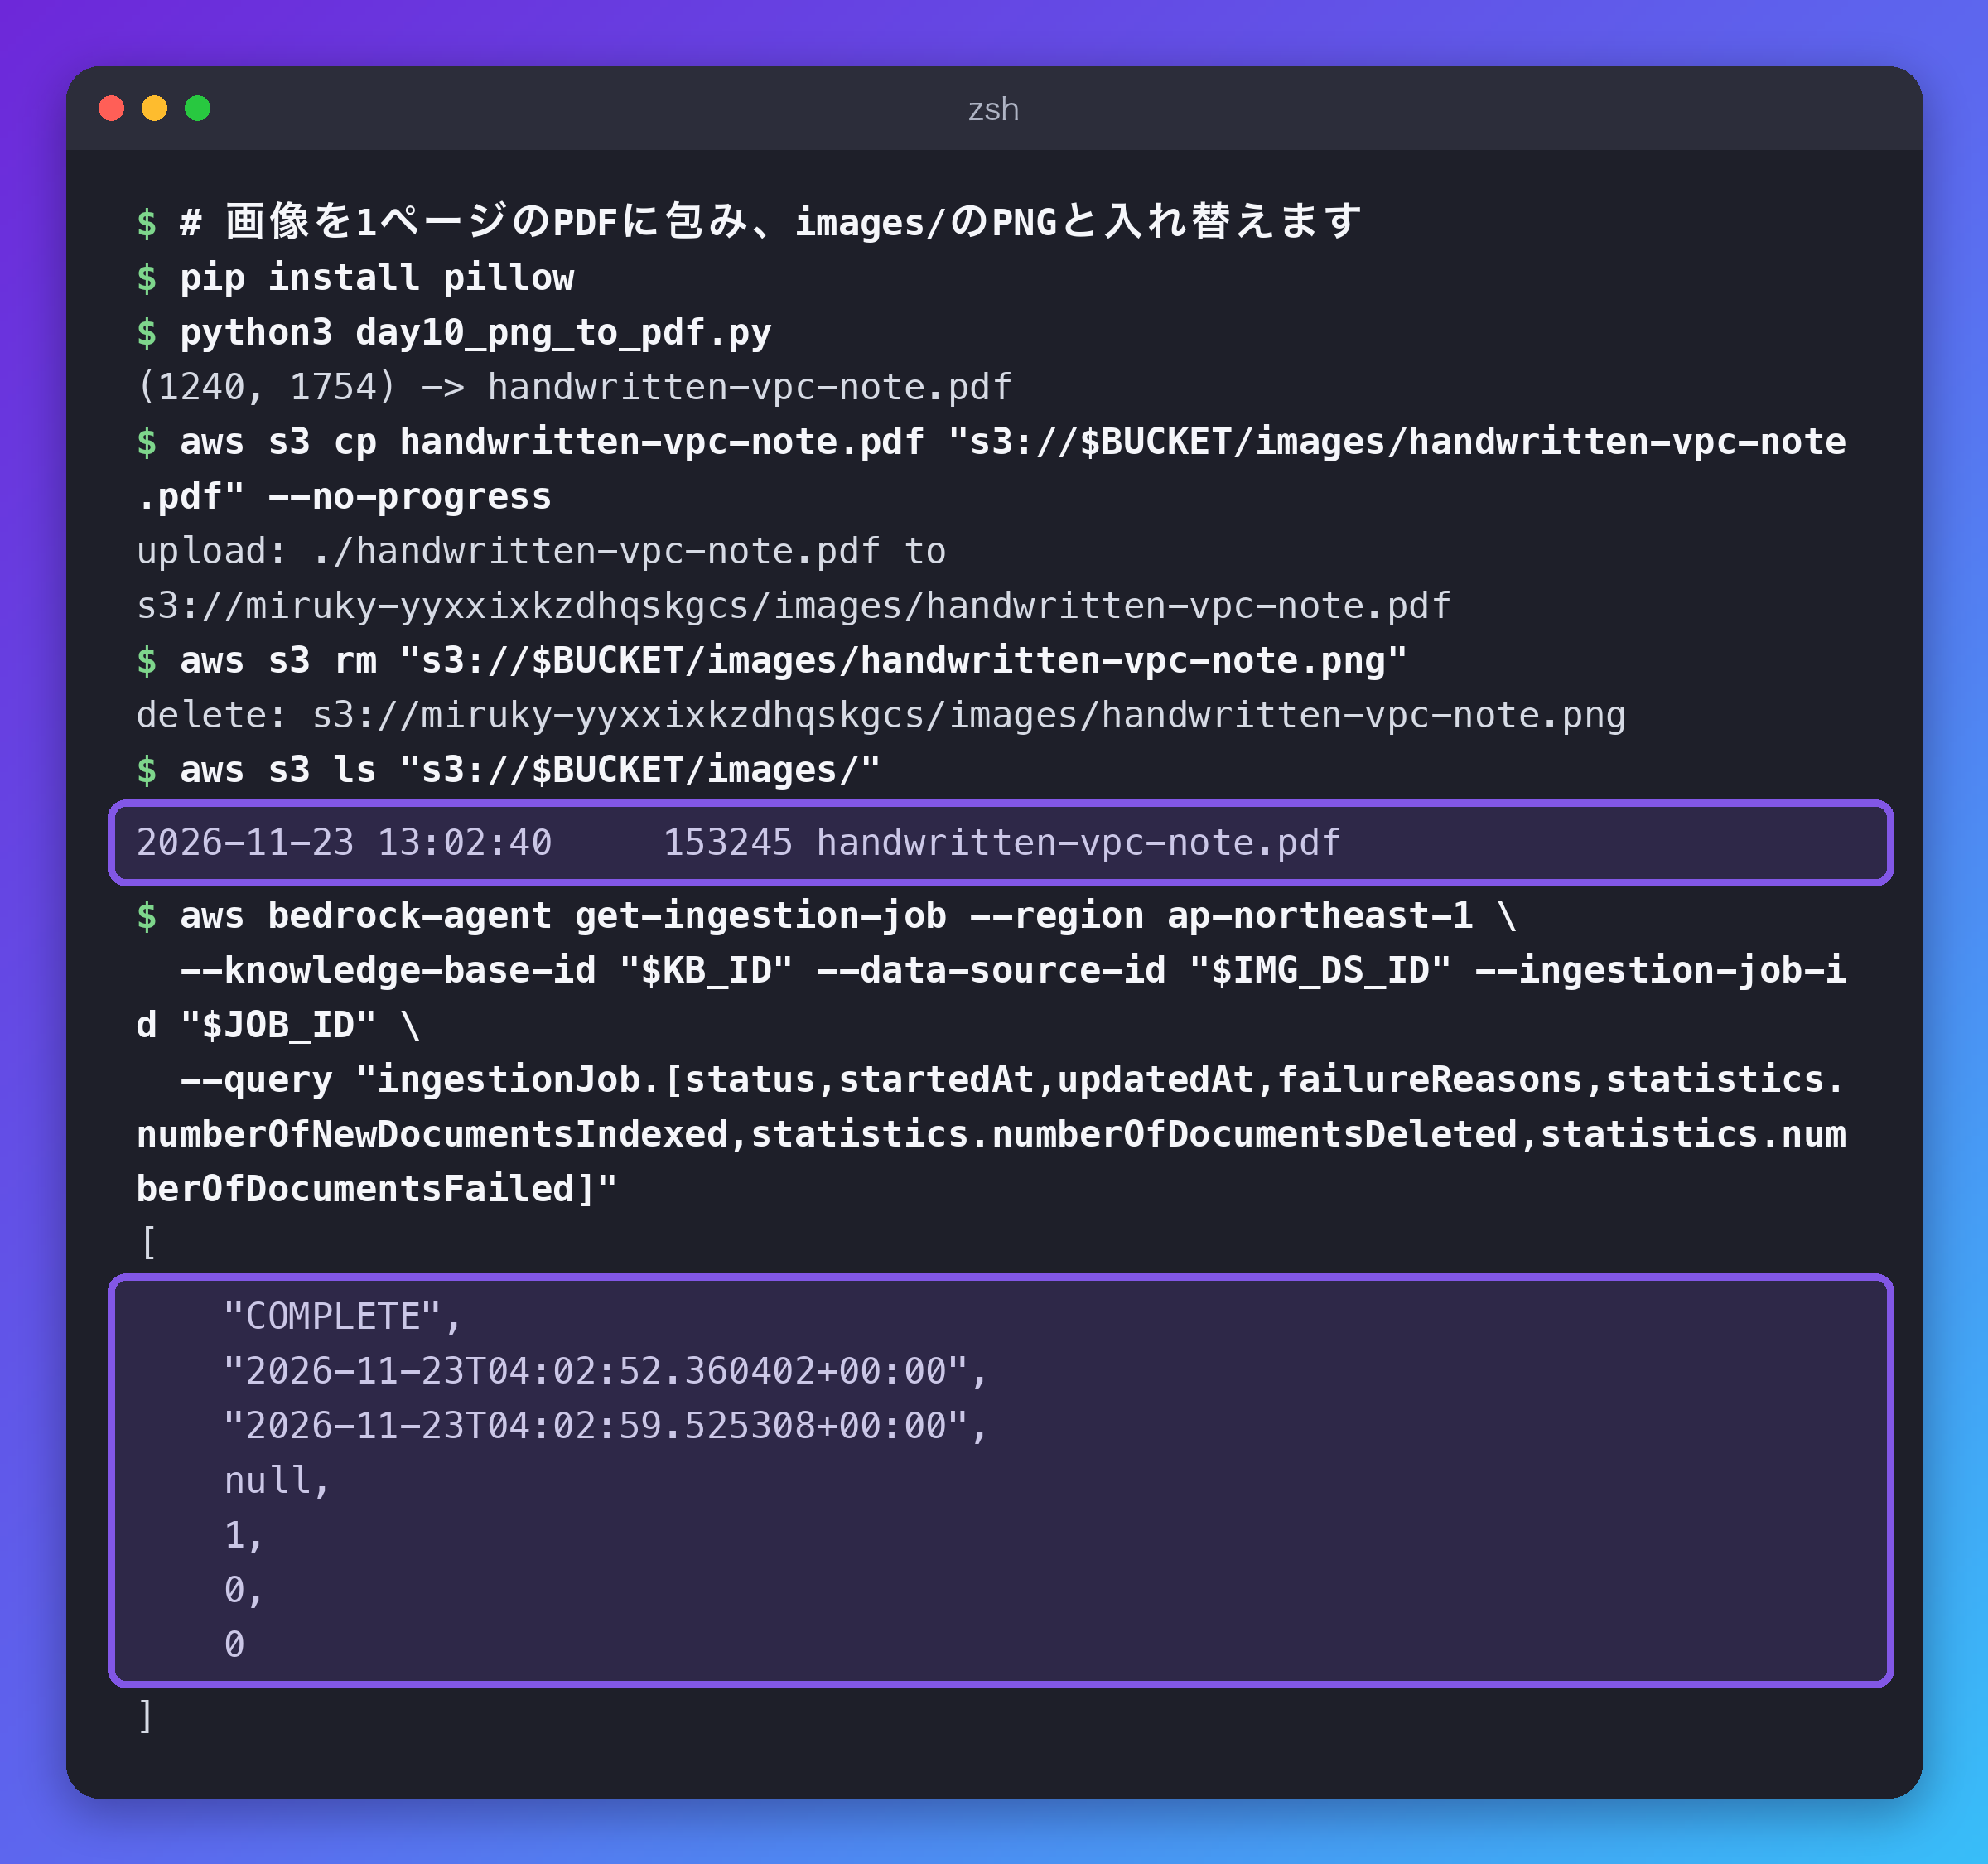 zsh
$ # 画像を1ページのPDFに包み、images/のPNGと入れ替えます
$ pip install pillow
$ python3 day10_png_to_pdf.py
(1240, 1754) -> handwritten-vpc-note.pdf
$ aws s3 cp handwritten-vpc-note.pdf "s3://$BUCKET/images/handwritten-vpc-note
.pdf" --no-progress
upload: ./handwritten-vpc-note.pdf to
s3://miruky-yyxxixkzdhqskgcs/images/handwritten-vpc-note.pdf
$ aws s3 rm "s3://$BUCKET/images/handwritten-vpc-note.png"
delete: s3://miruky-yyxxixkzdhqskgcs/images/handwritten-vpc-note.png
$ aws s3 ls "s3://$BUCKET/images/"
2026-11-23 13:02:40     153245 handwritten-vpc-note.pdf
$ aws bedrock-agent get-ingestion-job --region ap-northeast-1 \
  --knowledge-base-id "$KB_ID" --data-source-id "$IMG_DS_ID" --ingestion-job-i
d "$JOB_ID" \
  --query "ingestionJob.[status,startedAt,updatedAt,failureReasons,statistics.
numberOfNewDocumentsIndexed,statistics.numberOfDocumentsDeleted,statistics.num
berOfDocumentsFailed]"
[
    "COMPLETE",
    "2026-11-23T04:02:52.360402+00:00",
    "2026-11-23T04:02:59.525308+00:00",
    null,
    1,
    0,
    0
]